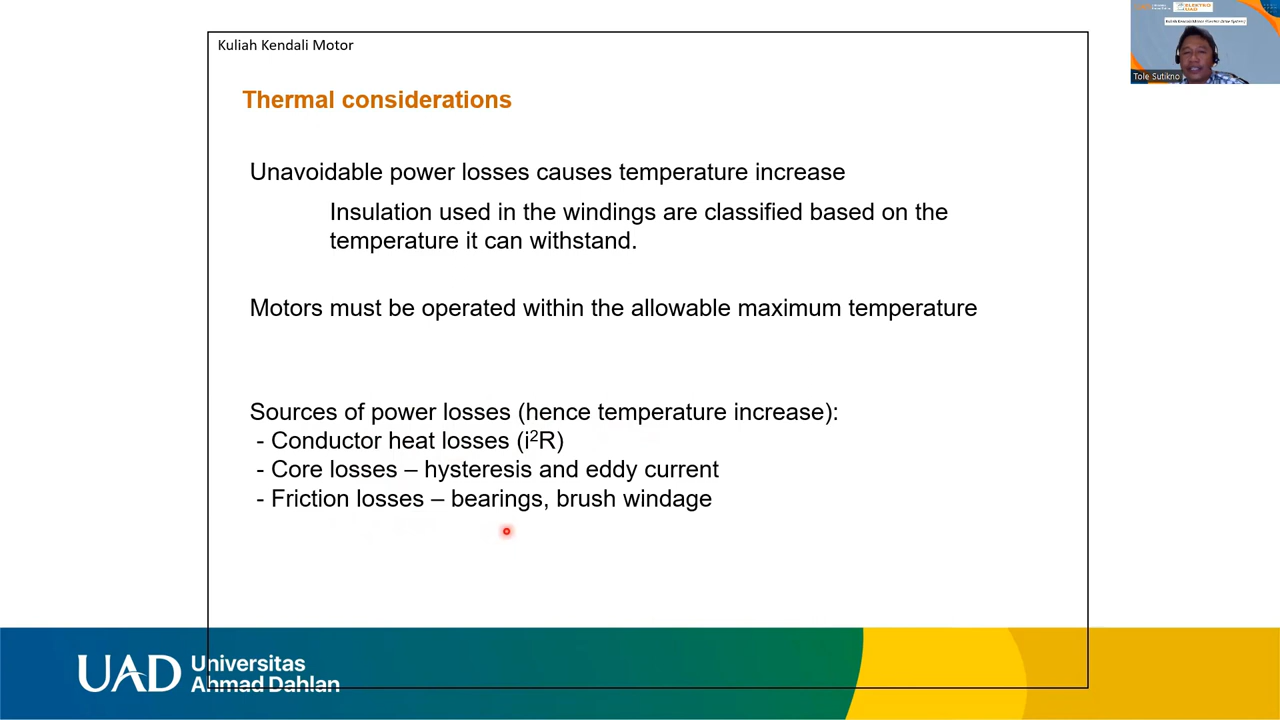 Kuliah Kendali Motor
Thermal considerations
Unavoidable power losses causes temperature increase
Insulation used in the windings are classified based on the
temperature it can withstand.
Motors must be operated within the allowable maximum temperature
Sources of power losses (hence temperature increase):
- Conductor heat losses (i²R)
- Core losses – hysteresis and eddy current
- Friction losses – bearings, brush windage
UAD Universitas
Ahmad Dahlan
Tole Sutikno